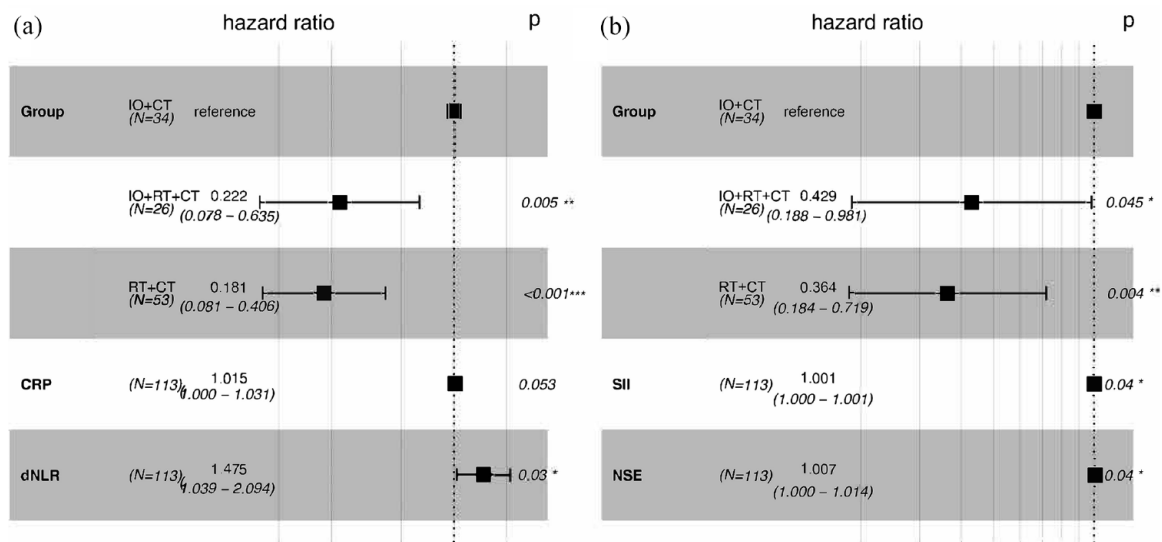 (a)
hazard ratio
p
Group
IO+CT
(N=34)
reference
IO+RT+CT
(N=26)
0.222
(0.078 – 0.635)
0.005 **
RT+CT
(N=53)
0.181
(0.081 – 0.406)
<0.001***
CRP
(N=113)
1.015
(1.000 – 1.031)
0.053
dNLR
(N=113)
1.475
(1.039 – 2.094)
0.03 *
(b)
hazard ratio
p
Group
IO+CT
(N=34)
reference
IO+RT+CT
(N=26)
0.429
(0.188 – 0.981)
0.045 *
RT+CT
(N=53)
0.364
(0.184 – 0.719)
0.004 **
SII
(N=113)
1.001
(1.000 – 1.001)
0.04 *
NSE
(N=113)
1.007
(1.000 – 1.014)
0.04 *